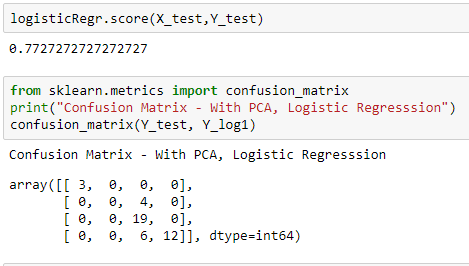 logisticRegr.score(X_test,Y_test)
0.7727272727272727
from sklearn.metrics import confusion_matrix
print("Confusion Matrix - With PCA, Logistic Regresssion")
confusion_matrix(Y_test, Y_log1)
Confusion Matrix - With PCA, Logistic Regresssion
array([[ 3,  0,  0,  0],
       [ 0,  0,  4,  0],
       [ 0,  0, 19,  0],
       [ 0,  0,  6, 12]], dtype=int64)